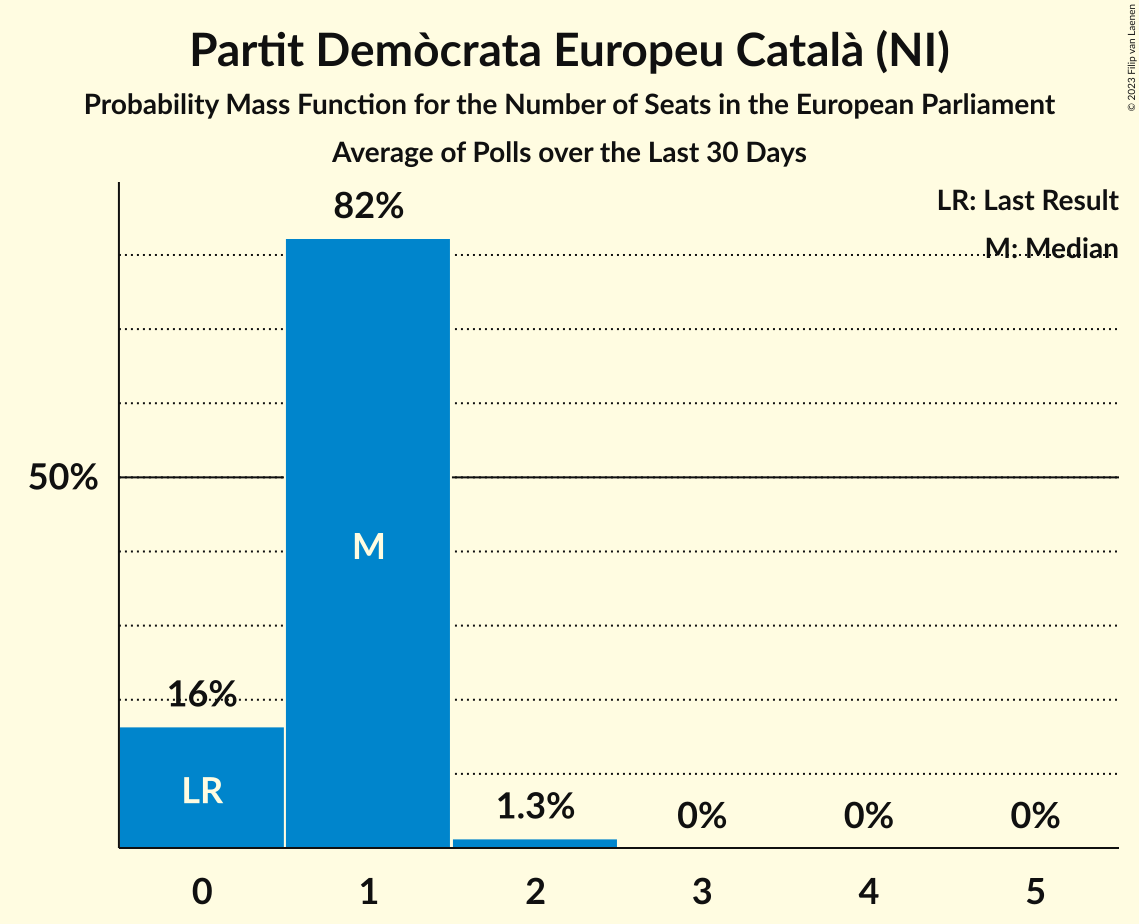 Partit Demòcrata Europeu Català (NI)
Probability Mass Function for the Number of Seats in the European Parliament
Average of Polls over the Last 30 Days
© 2023 Filip van Laenen
LR: Last Result
M: Median
82%
50%
M
16%
LR
1.3%
0%
0%
0%
0 1 2 3 4 5